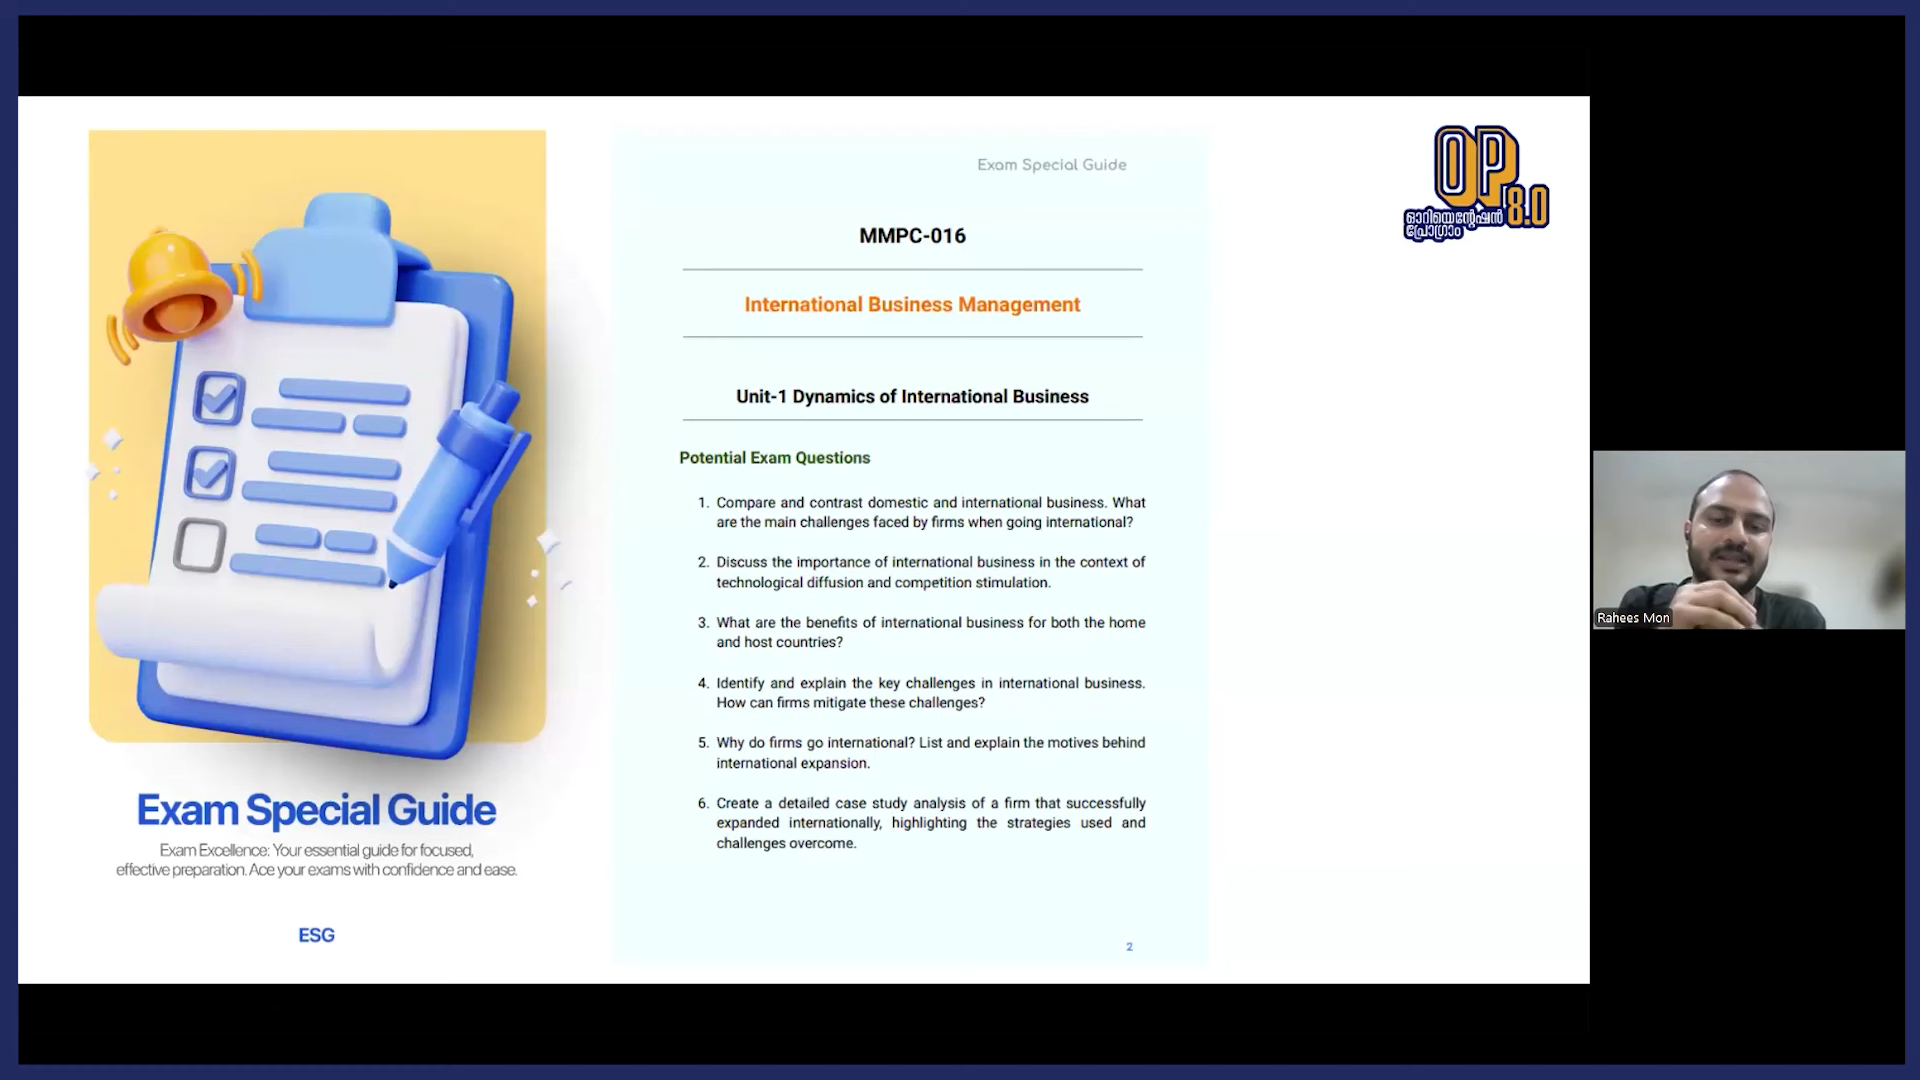 Exam Special Guide
Exam Excellence: Your essential guide for focused,
effective preparation. Ace your exams with confidence and ease.
ESG
Exam Special Guide
MMPC-016
International Business Management
Unit-1 Dynamics of International Business
Potential Exam Questions
1. Compare and contrast domestic and international business. What
are the main challenges faced by firms when going international?
2. Discuss the importance of international business in the context of
technological diffusion and competition stimulation.
3. What are the benefits of international business for both the home
and host countries?
4. Identify and explain the key challenges in international business.
How can firms mitigate these challenges?
5. Why do firms go international? List and explain the motives behind
international expansion.
6. Create a detailed case study analysis of a firm that successfully
expanded internationally, highlighting the strategies used and
challenges overcome.
2
OP
8.0
ഓറിയെന്റേഷൻ
പ്രോഗ്രാം
Rahees Mon